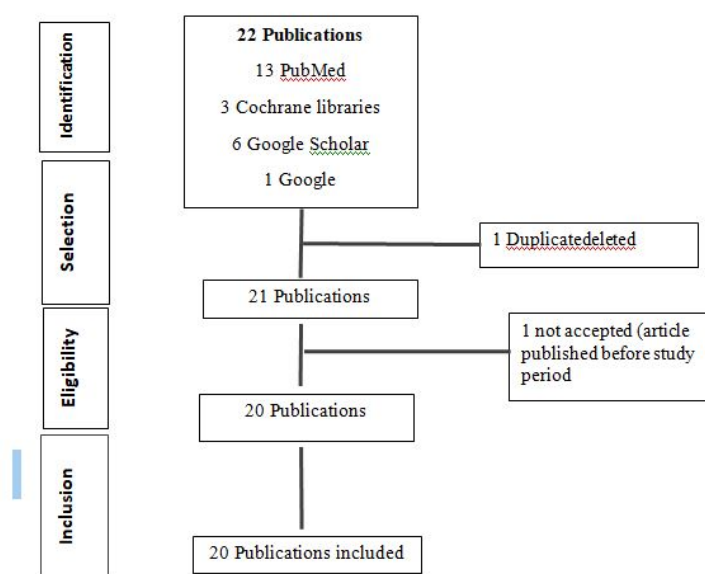 Identification
22 Publications
13 PubMed
3 Cochrane libraries
6 Google Scholar
1 Google
Selection
1 Duplicatedeleted
21 Publications
Eligibility
1 not accepted (article
published before study
period
20 Publications
Inclusion
20 Publications included